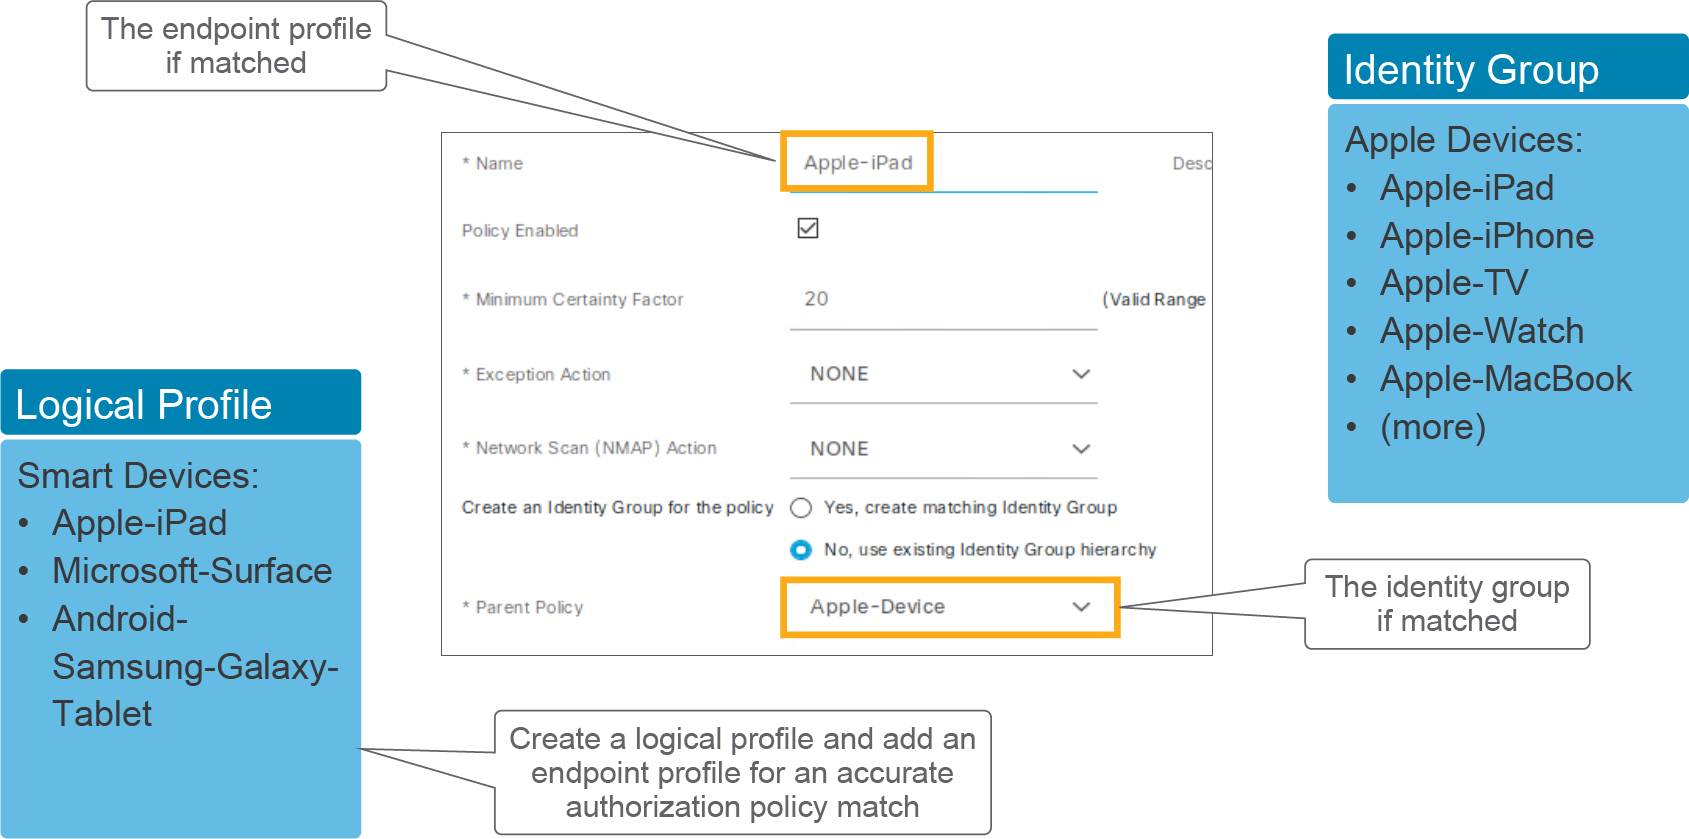 The endpoint profile
if matched
Identity Group
Apple Devices:
• Apple-iPad
• Apple-iPhone
• Apple-TV
• Apple-Watch
• Apple-MacBook
• (more)
* Name Apple-iPad Desc
Policy Enabled
* Minimum Certainty Factor 20 (Valid Range
* Exception Action NONE
* Network Scan (NMAP) Action NONE
Create an Identity Group for the policy Yes, create matching Identity Group
No, use existing Identity Group hierarchy
* Parent Policy Apple-Device
The identity group
if matched
Logical Profile
Smart Devices:
• Apple-iPad
• Microsoft-Surface
• Android-
Samsung-Galaxy-
Tablet
Create a logical profile and add an
endpoint profile for an accurate
authorization policy match